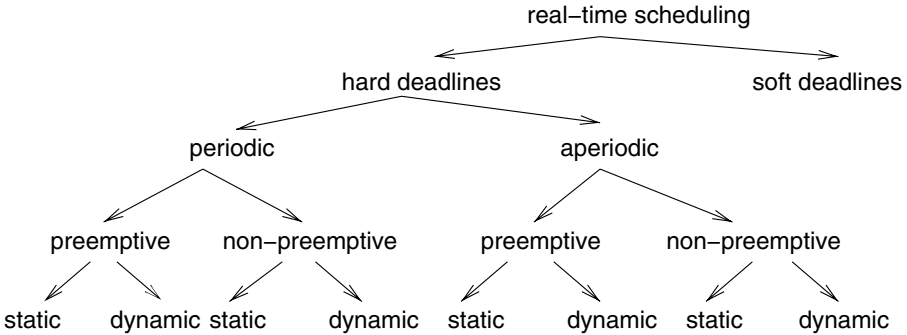 real−time scheduling
hard deadlines soft deadlines
periodic aperiodic
preemptive non−preemptive preemptive non−preemptive
static dynamic static dynamic static dynamic static dynamic